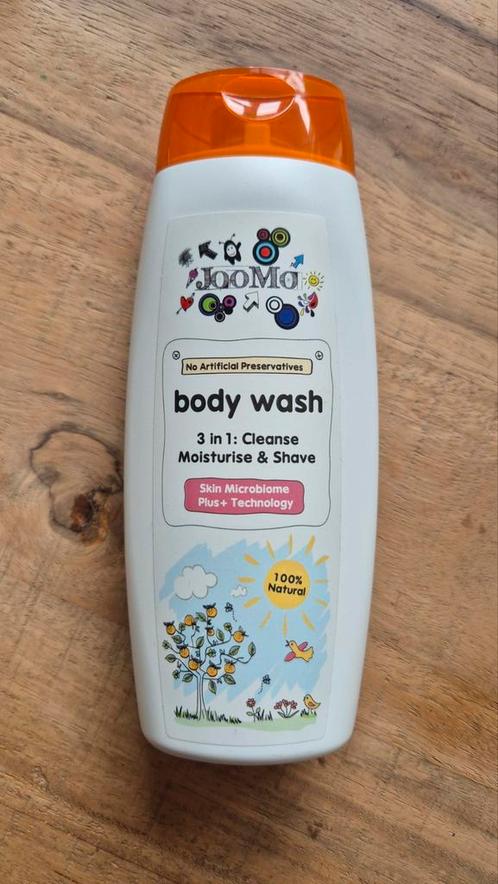 JooMo
No Artificial Preservatives
body wash
3 in 1: Cleanse
Moisturise & Shave
Skin Microbiome
Plus+ Technology
100%
Natural